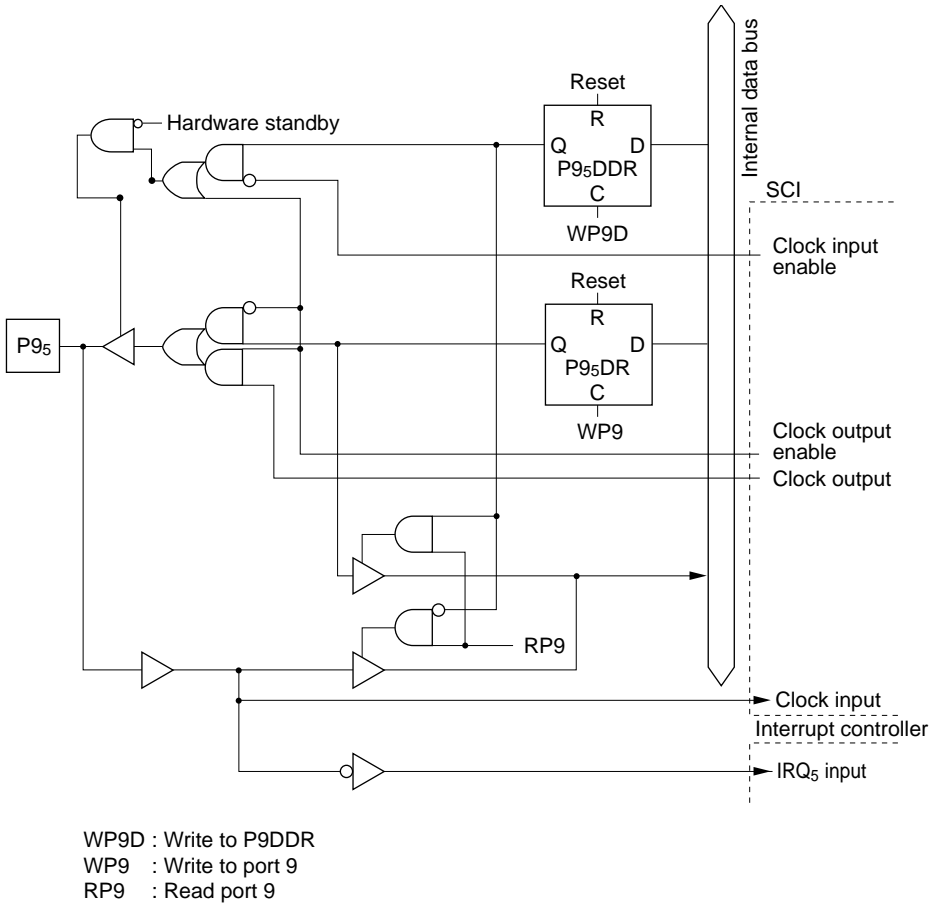 Reset
R
Q D
P9₅DDR
C
WP9D
Hardware standby
Internal data bus
SCI
Clock input
enable
Reset
R
Q D
P9₅DR
C
WP9
P9₅
Clock output
enable
Clock output
RP9
Clock input
Interrupt controller
IRQ₅ input
WP9D : Write to P9DDR
WP9 : Write to port 9
RP9 : Read port 9